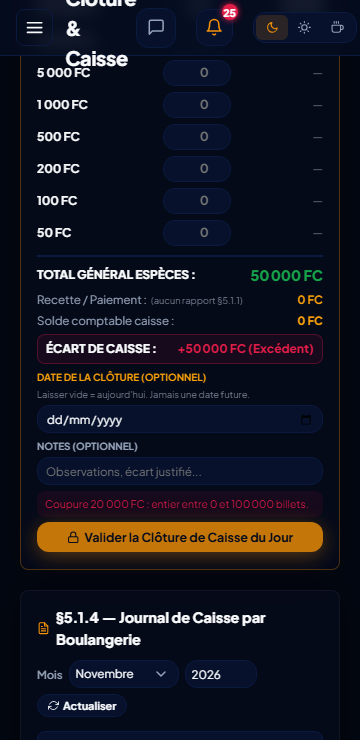 Clôture
&
Caisse
25
5 000 FC 0 —
1 000 FC 0 —
500 FC 0 —
200 FC 0 —
100 FC 0 —
50 FC 0 —
TOTAL GÉNÉRAL ESPÈCES : 50 000 FC
Recette / Paiement : (aucun rapport §5.1.1) 0 FC
Solde comptable caisse : 0 FC
ÉCART DE CAISSE : +50 000 FC (Excédent)
DATE DE LA CLÔTURE (OPTIONNEL)
Laisser vide = aujourd'hui. Jamais une date future.
dd/mm/yyyy
NOTES (OPTIONNEL)
Observations, écart justifié...
Coupure 20 000 FC : entier entre 0 et 100 000 billets.
Valider la Clôture de Caisse du Jour
§5.1.4 — Journal de Caisse par
Boulangerie
Mois Novembre 2026
Actualiser